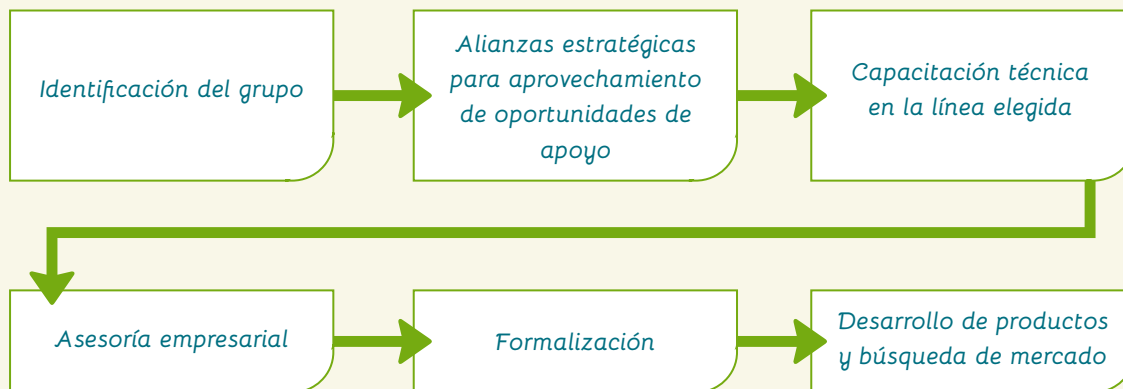 Identificación del grupo
Alianzas estratégicas
para aprovechamiento
de oportunidades de
apoyo
Capacitación técnica
en la línea elegida
Asesoría empresarial
Formalización
Desarrollo de productos
y búsqueda de mercado